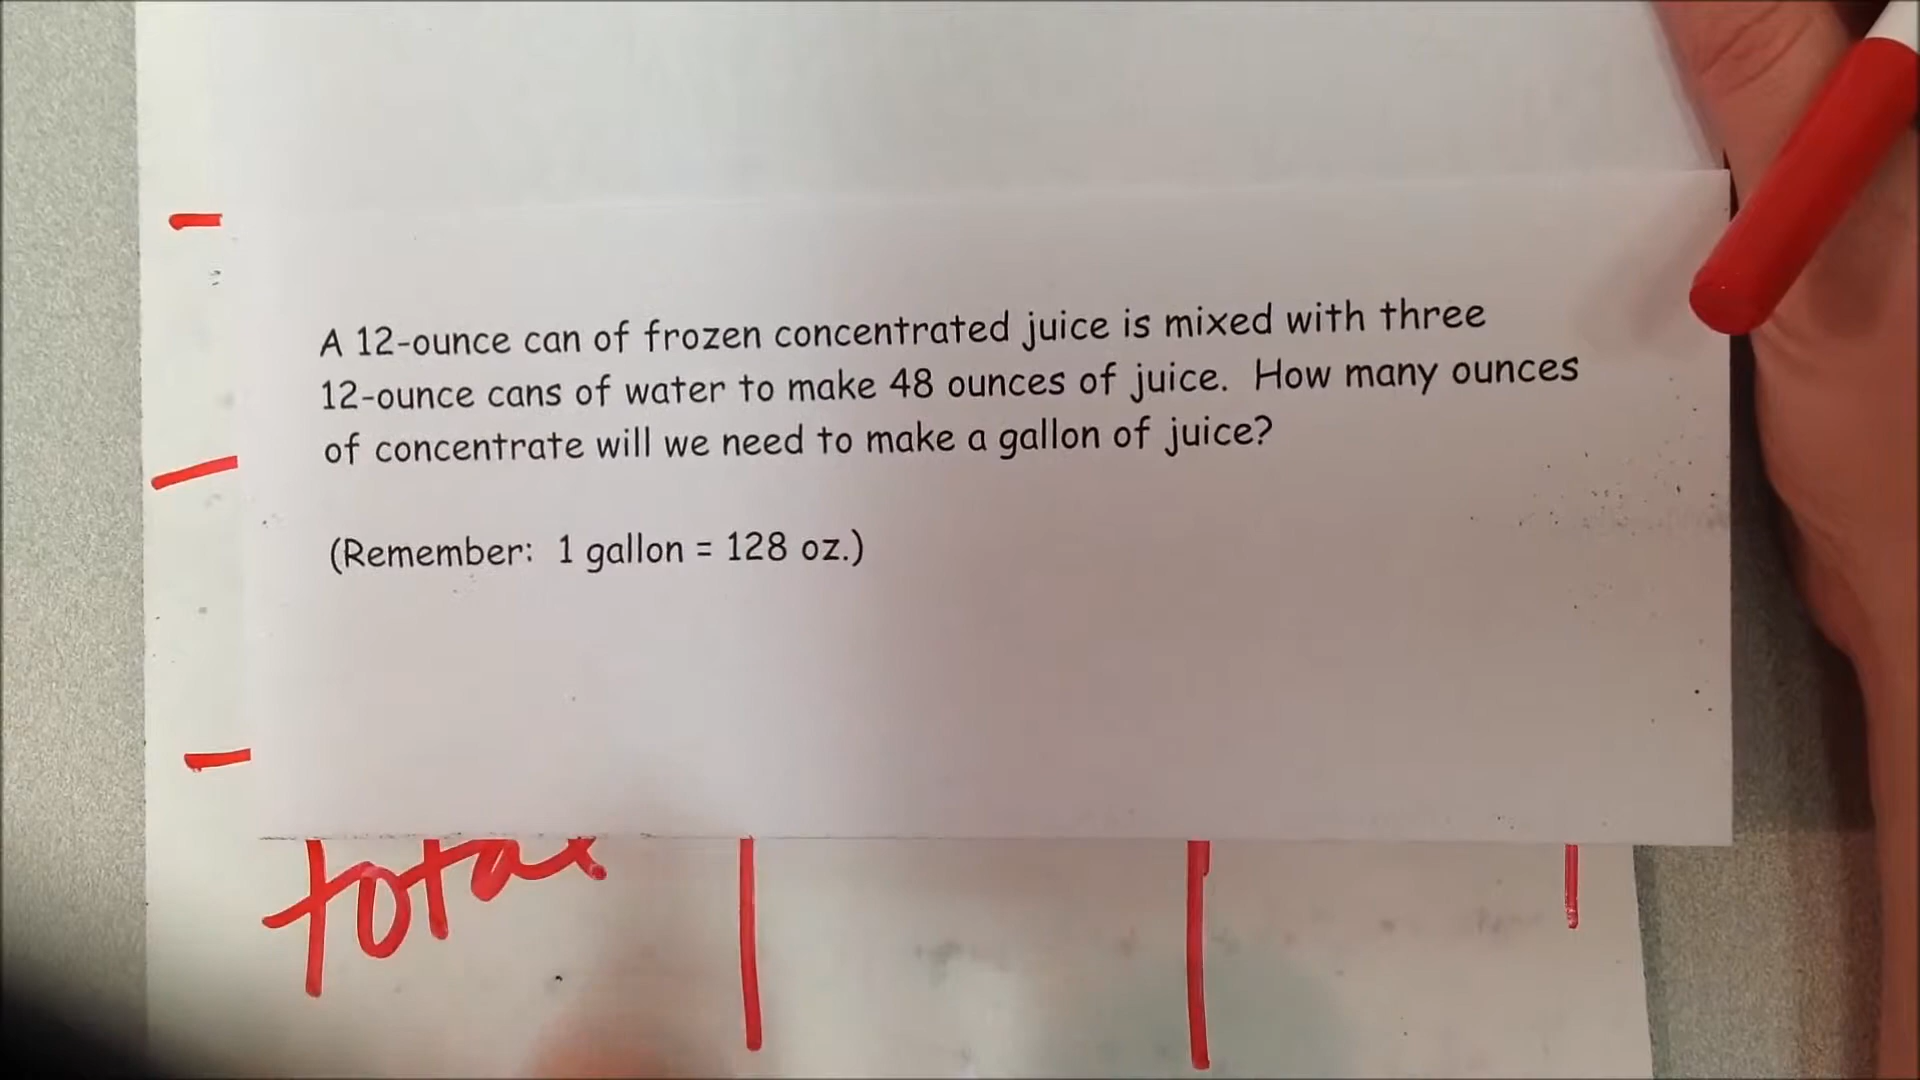 A 12-ounce can of frozen concentrated juice is mixed with three
12-ounce cans of water to make 48 ounces of juice. How many ounces
of concentrate will we need to make a gallon of juice?
(Remember: 1 gallon = 128 oz.)
total